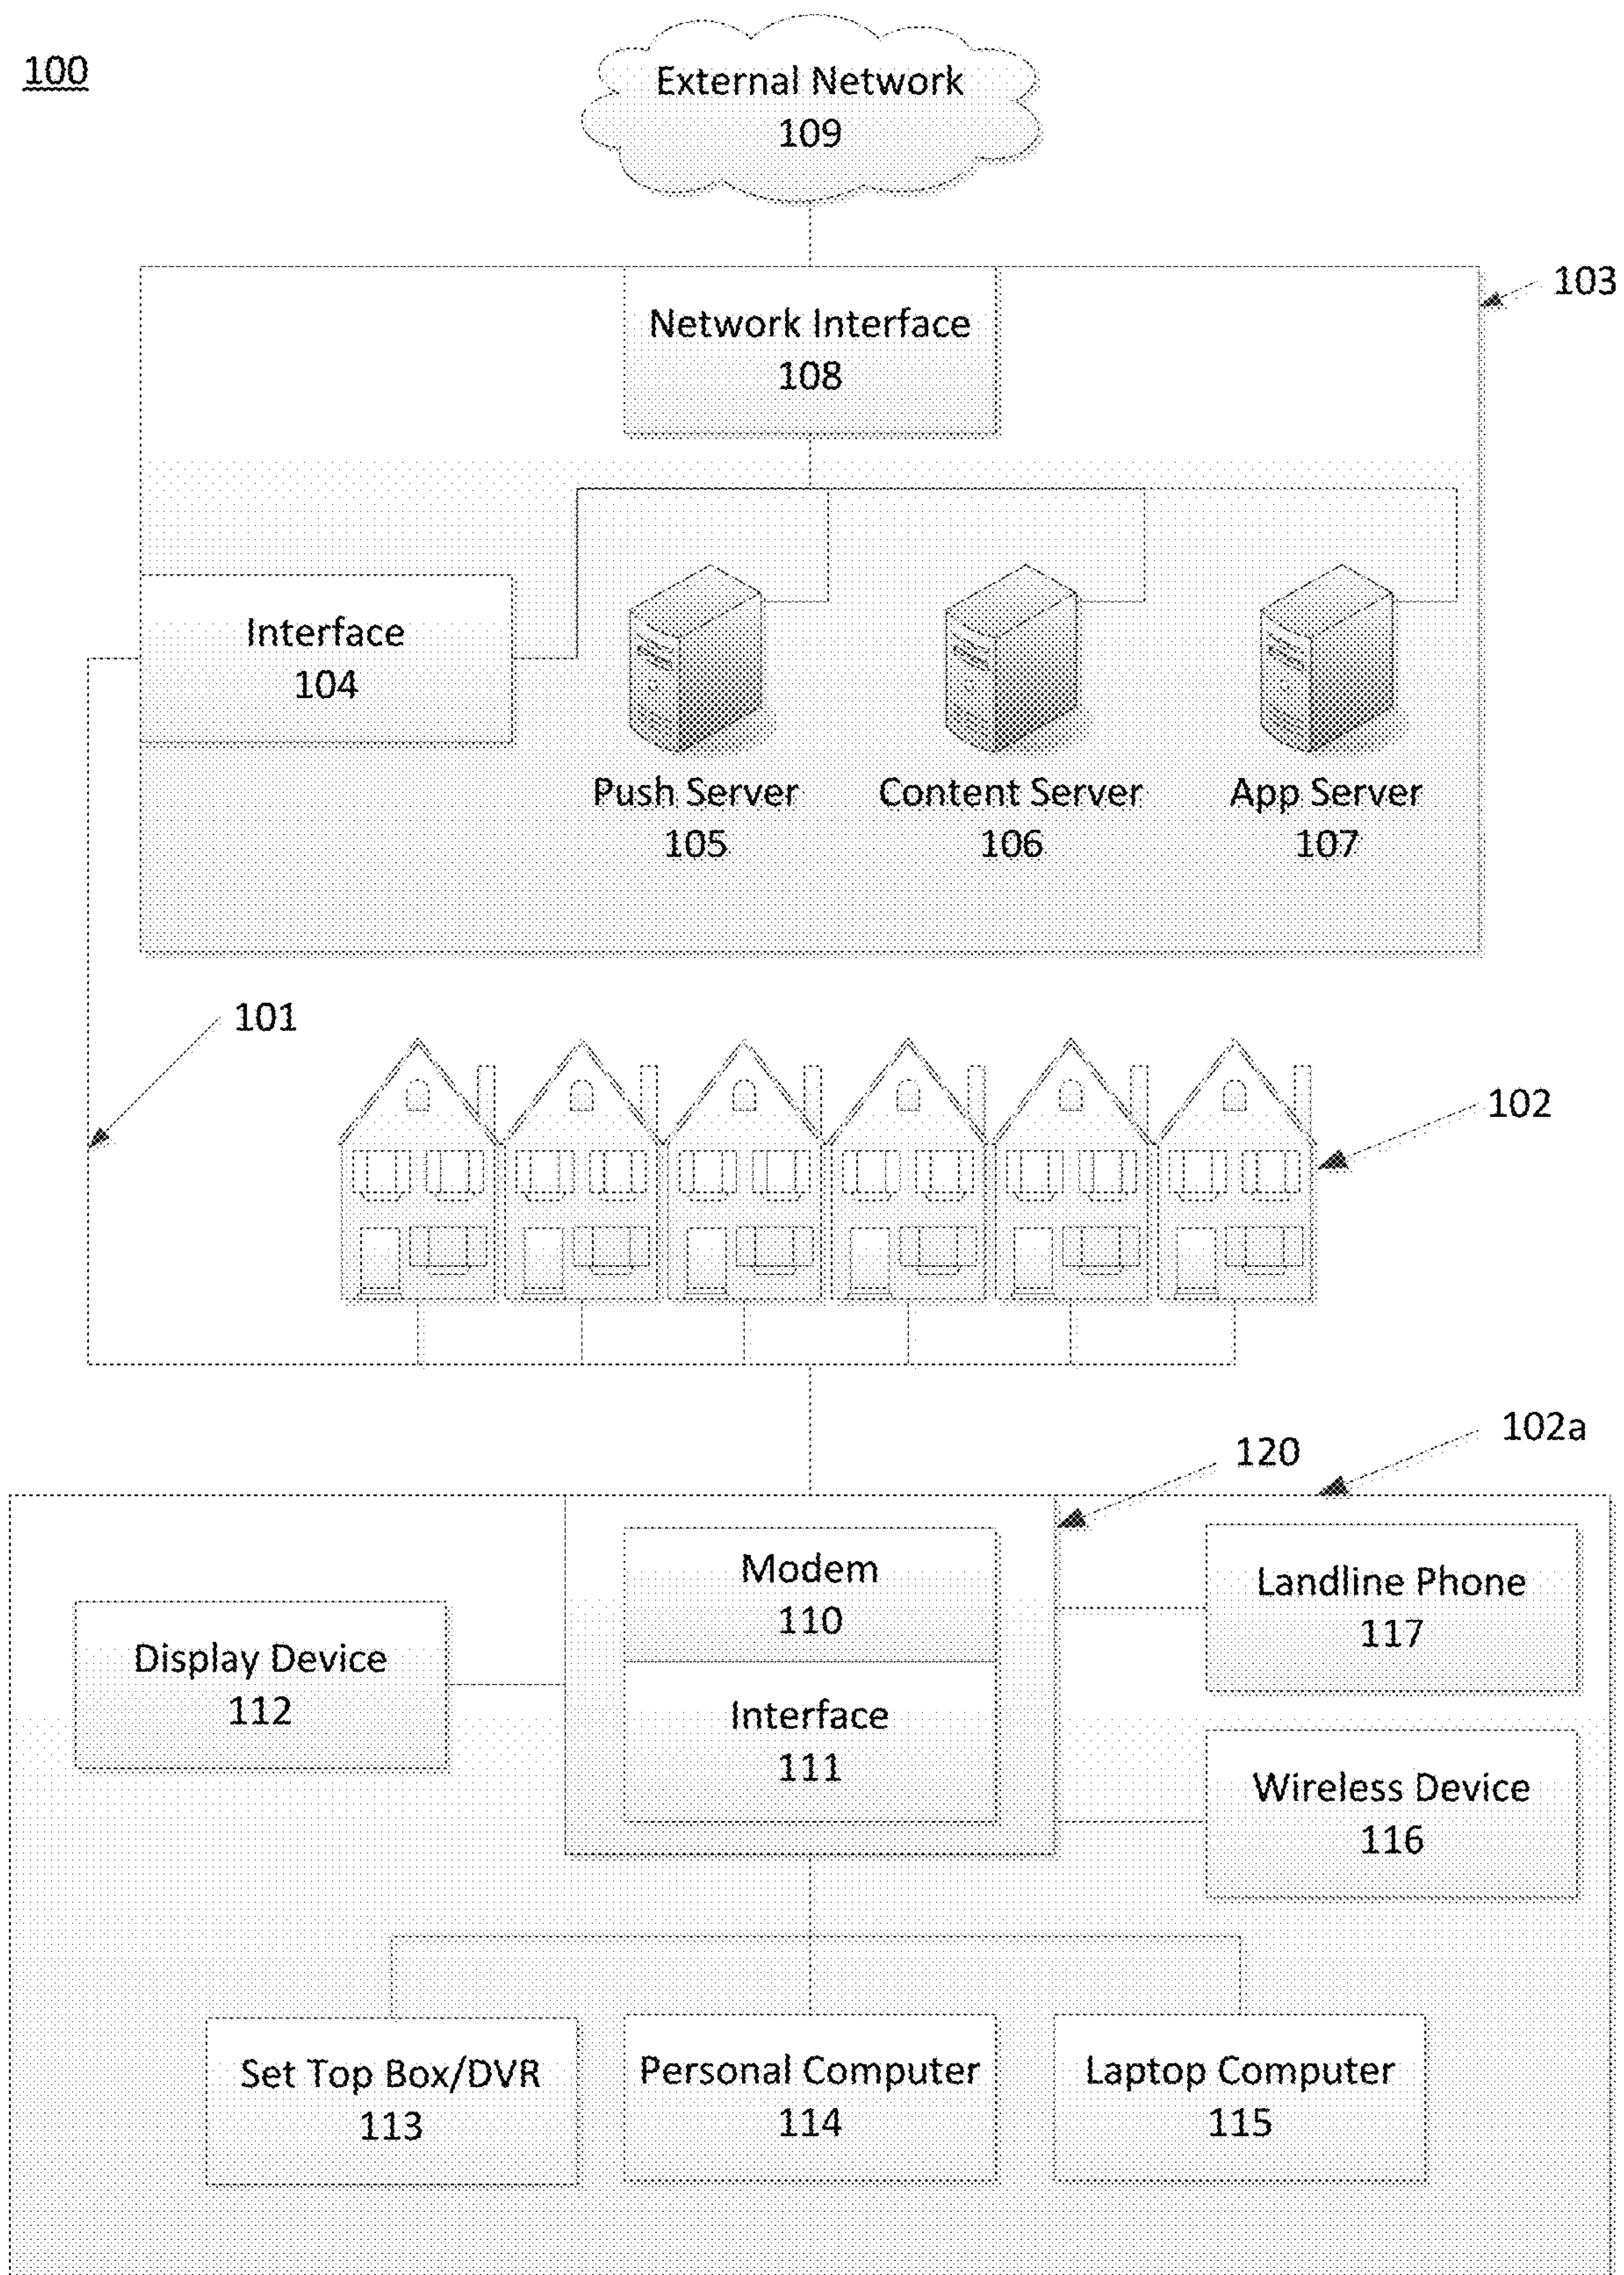 100
External Network
109
103
Network Interface
108
Interface
104
Push Server
105
Content Server
106
App Server
107
101
102
102a
120
Modem
110
Interface
111
Display Device
112
Landline Phone
117
Wireless Device
116
Set Top Box/DVR
113
Personal Computer
114
Laptop Computer
115